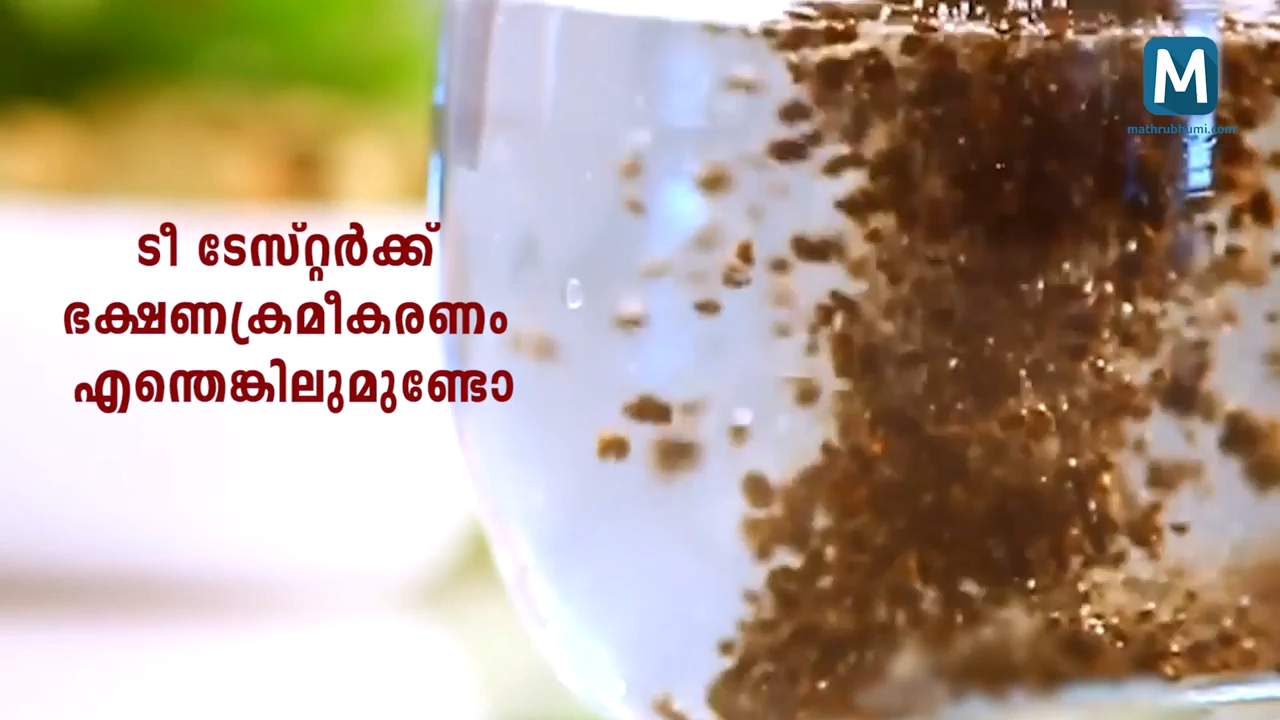 M
mathrubhumi.com
ടീ ടേസ്റ്റർക്ക്
ഭക്ഷണക്രമീകരണം
എന്തെങ്കിലുമുണ്ടോ